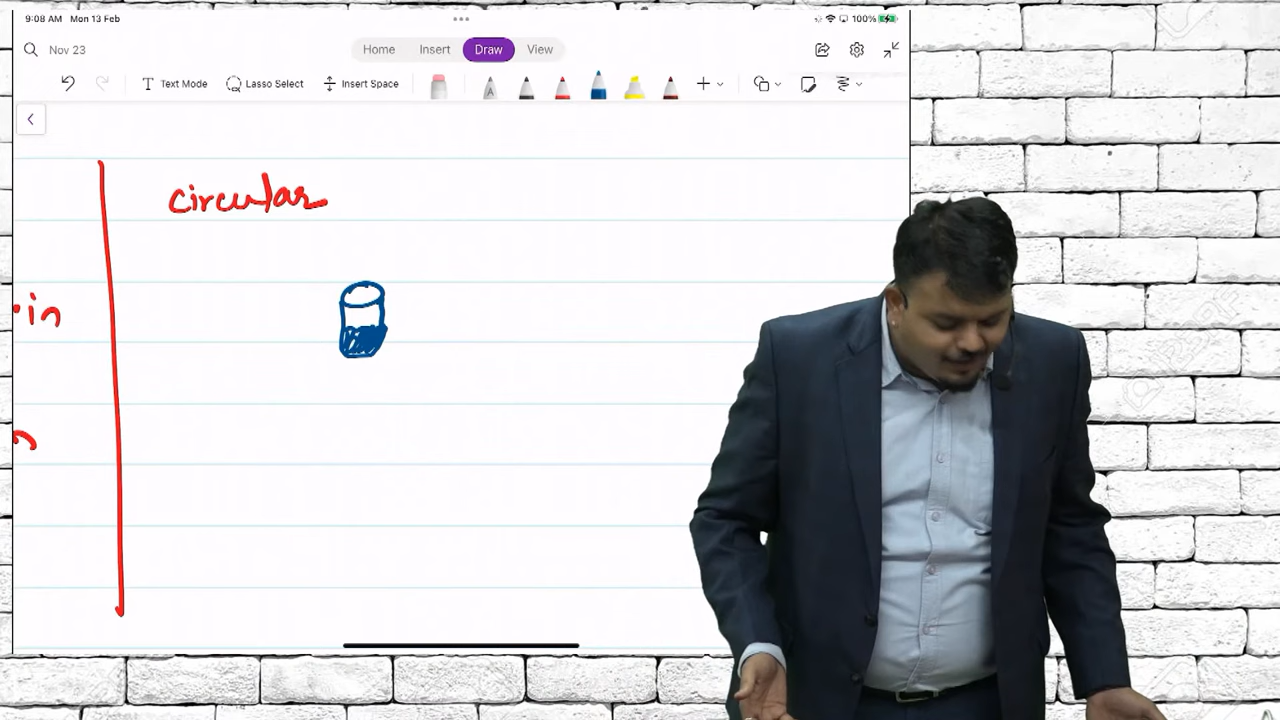 9:08 AM Mon 13 Feb
100%
Nov 23
Home Insert Draw View
Text Mode Lasso Select Insert Space
A
circular
in